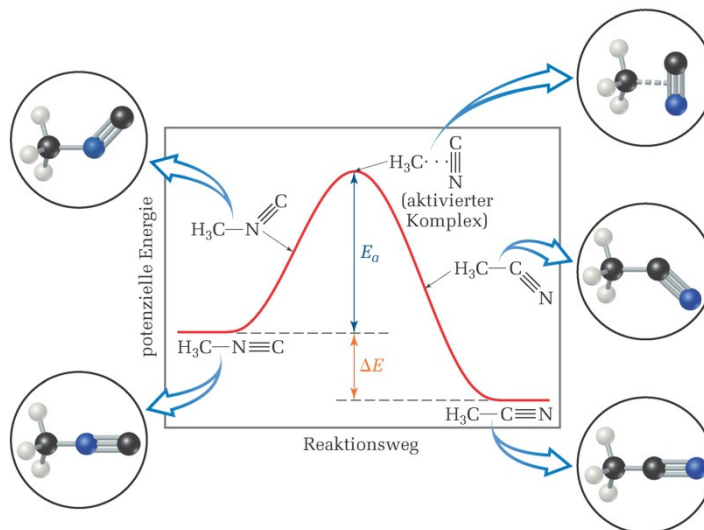 potenzielle Energie
H₃C—N≡C
H₃C···C≡N
(aktivierter
Komplex)
Eₐ
H₃C—C≡N
H₃C—N≡C
ΔE
H₃C—C≡N
Reaktionsweg